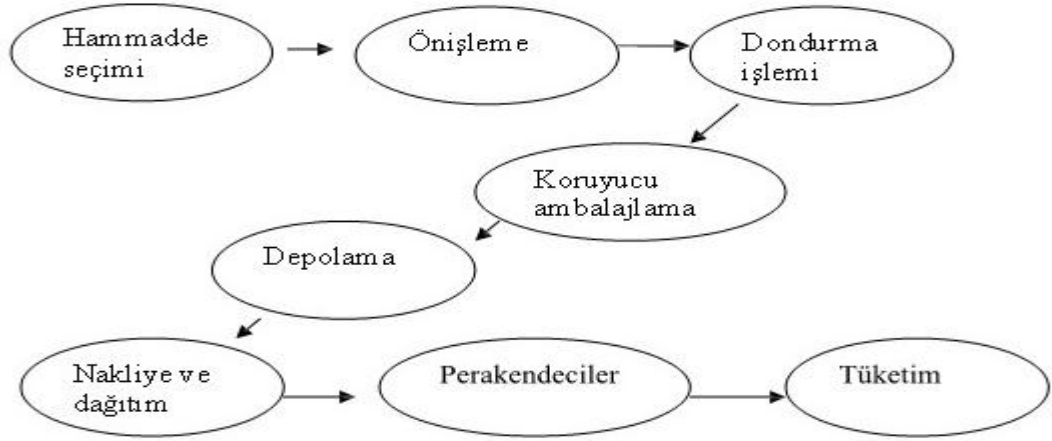 Hammadde
seçimi
Önişleme
Dondurma
işlemi
Koruyucu
ambalajlama
Depolama
Nakliye ve
dağıtım
Perakendeciler
Tüketim